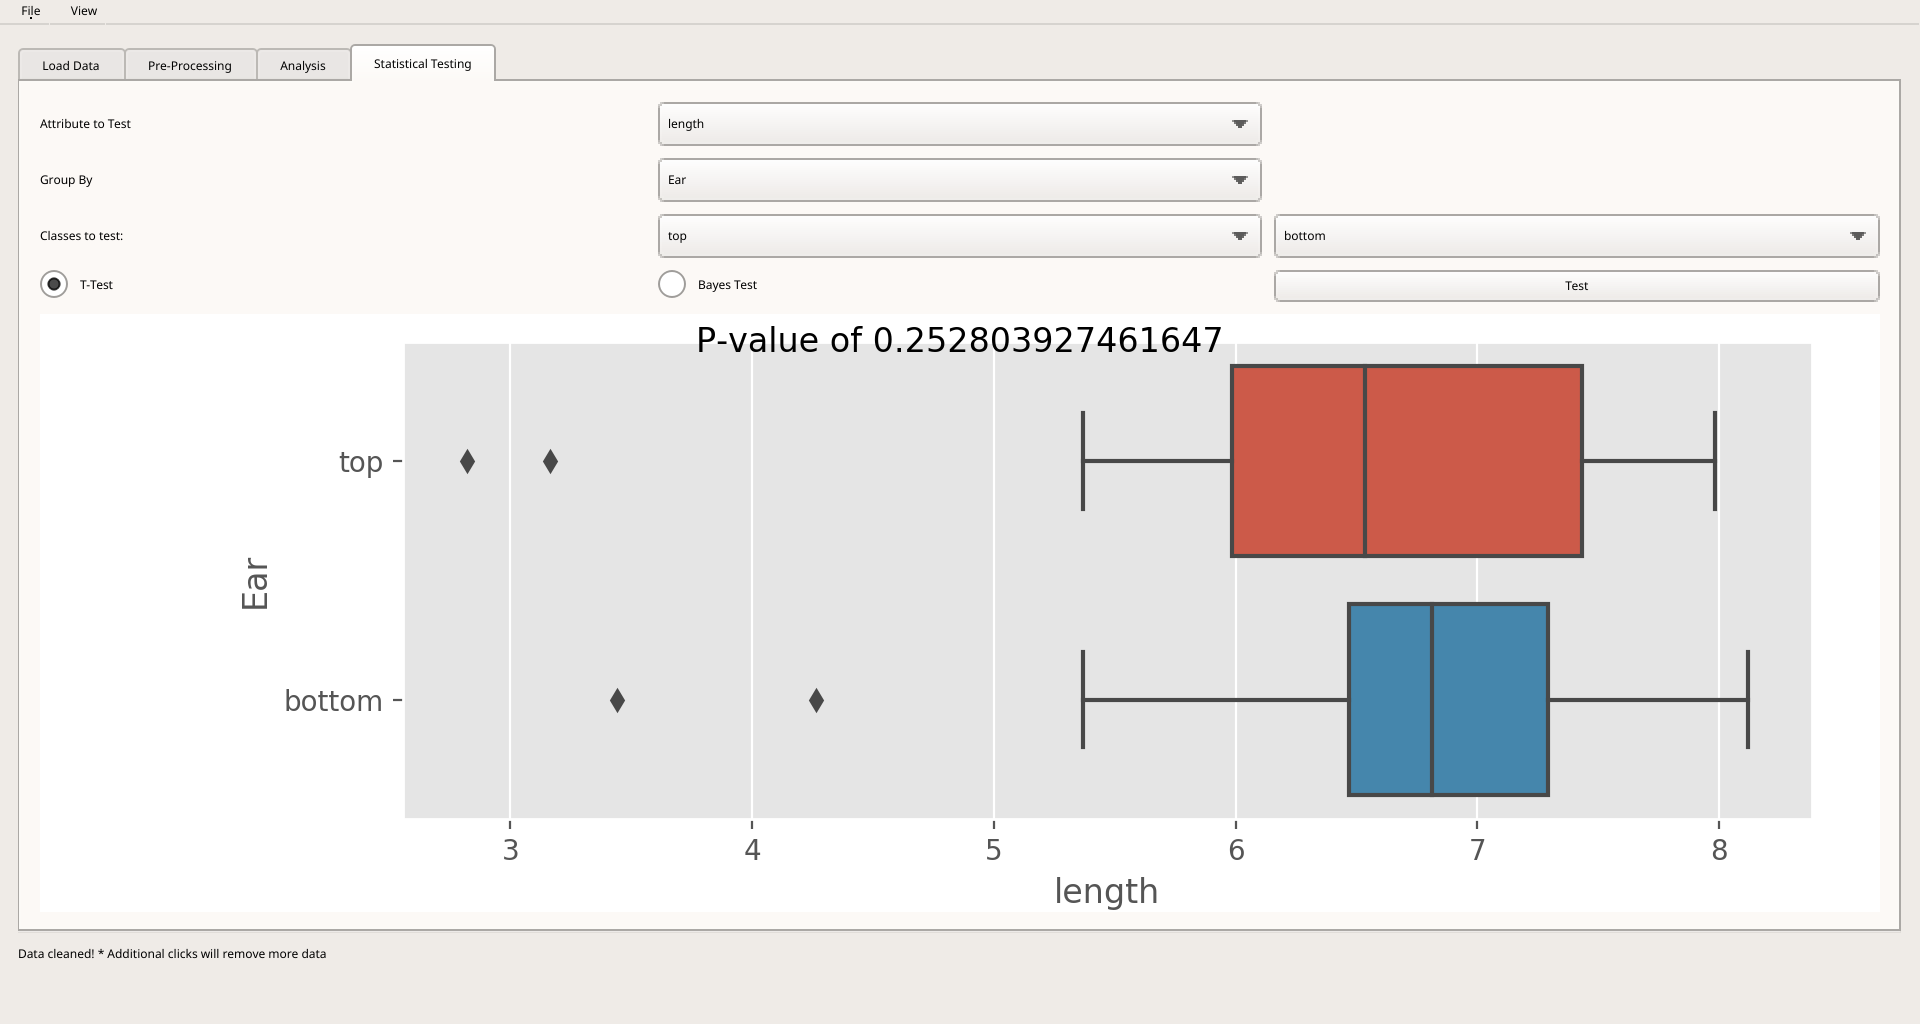 File View
Load Data Pre-Processing Analysis Statistical Testing
Attribute to Test length
Group By Ear
Classes to test: top bottom
T-Test Bayes Test Test
P-value of 0.252803927461647
top
Ear
bottom
3 4 5 6 7 8
length
Data cleaned! * Additional clicks will remove more data